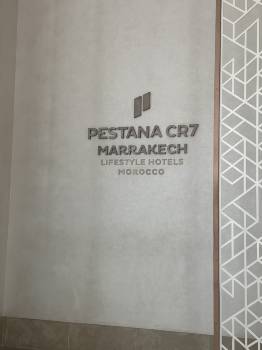 PESTANA CR7
MARRAKECH
LIFESTYLE HOTELS
MOROCCO